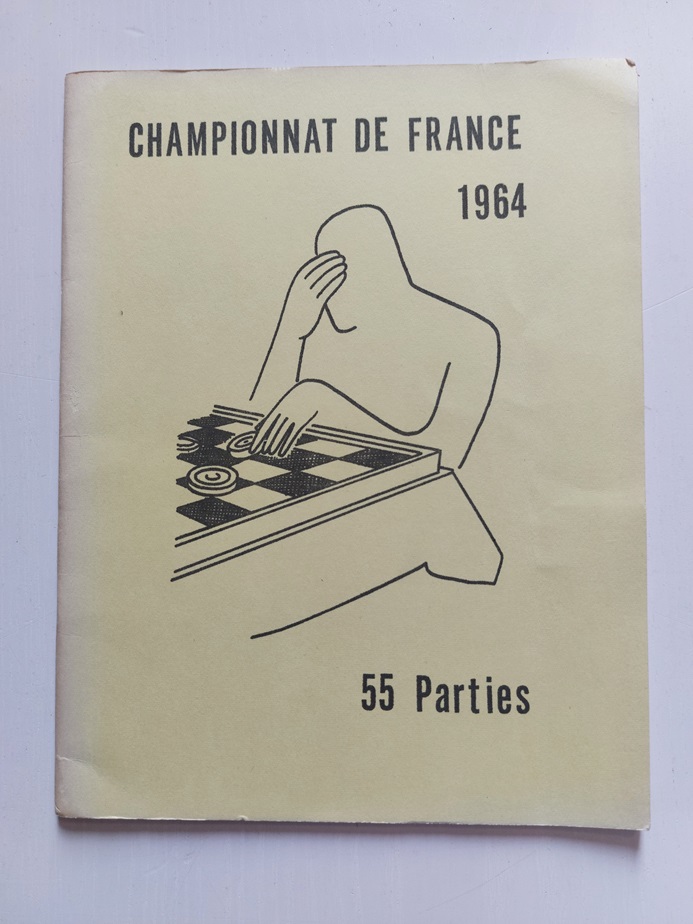 CHAMPIONNAT DE FRANCE
1964
55 Parties